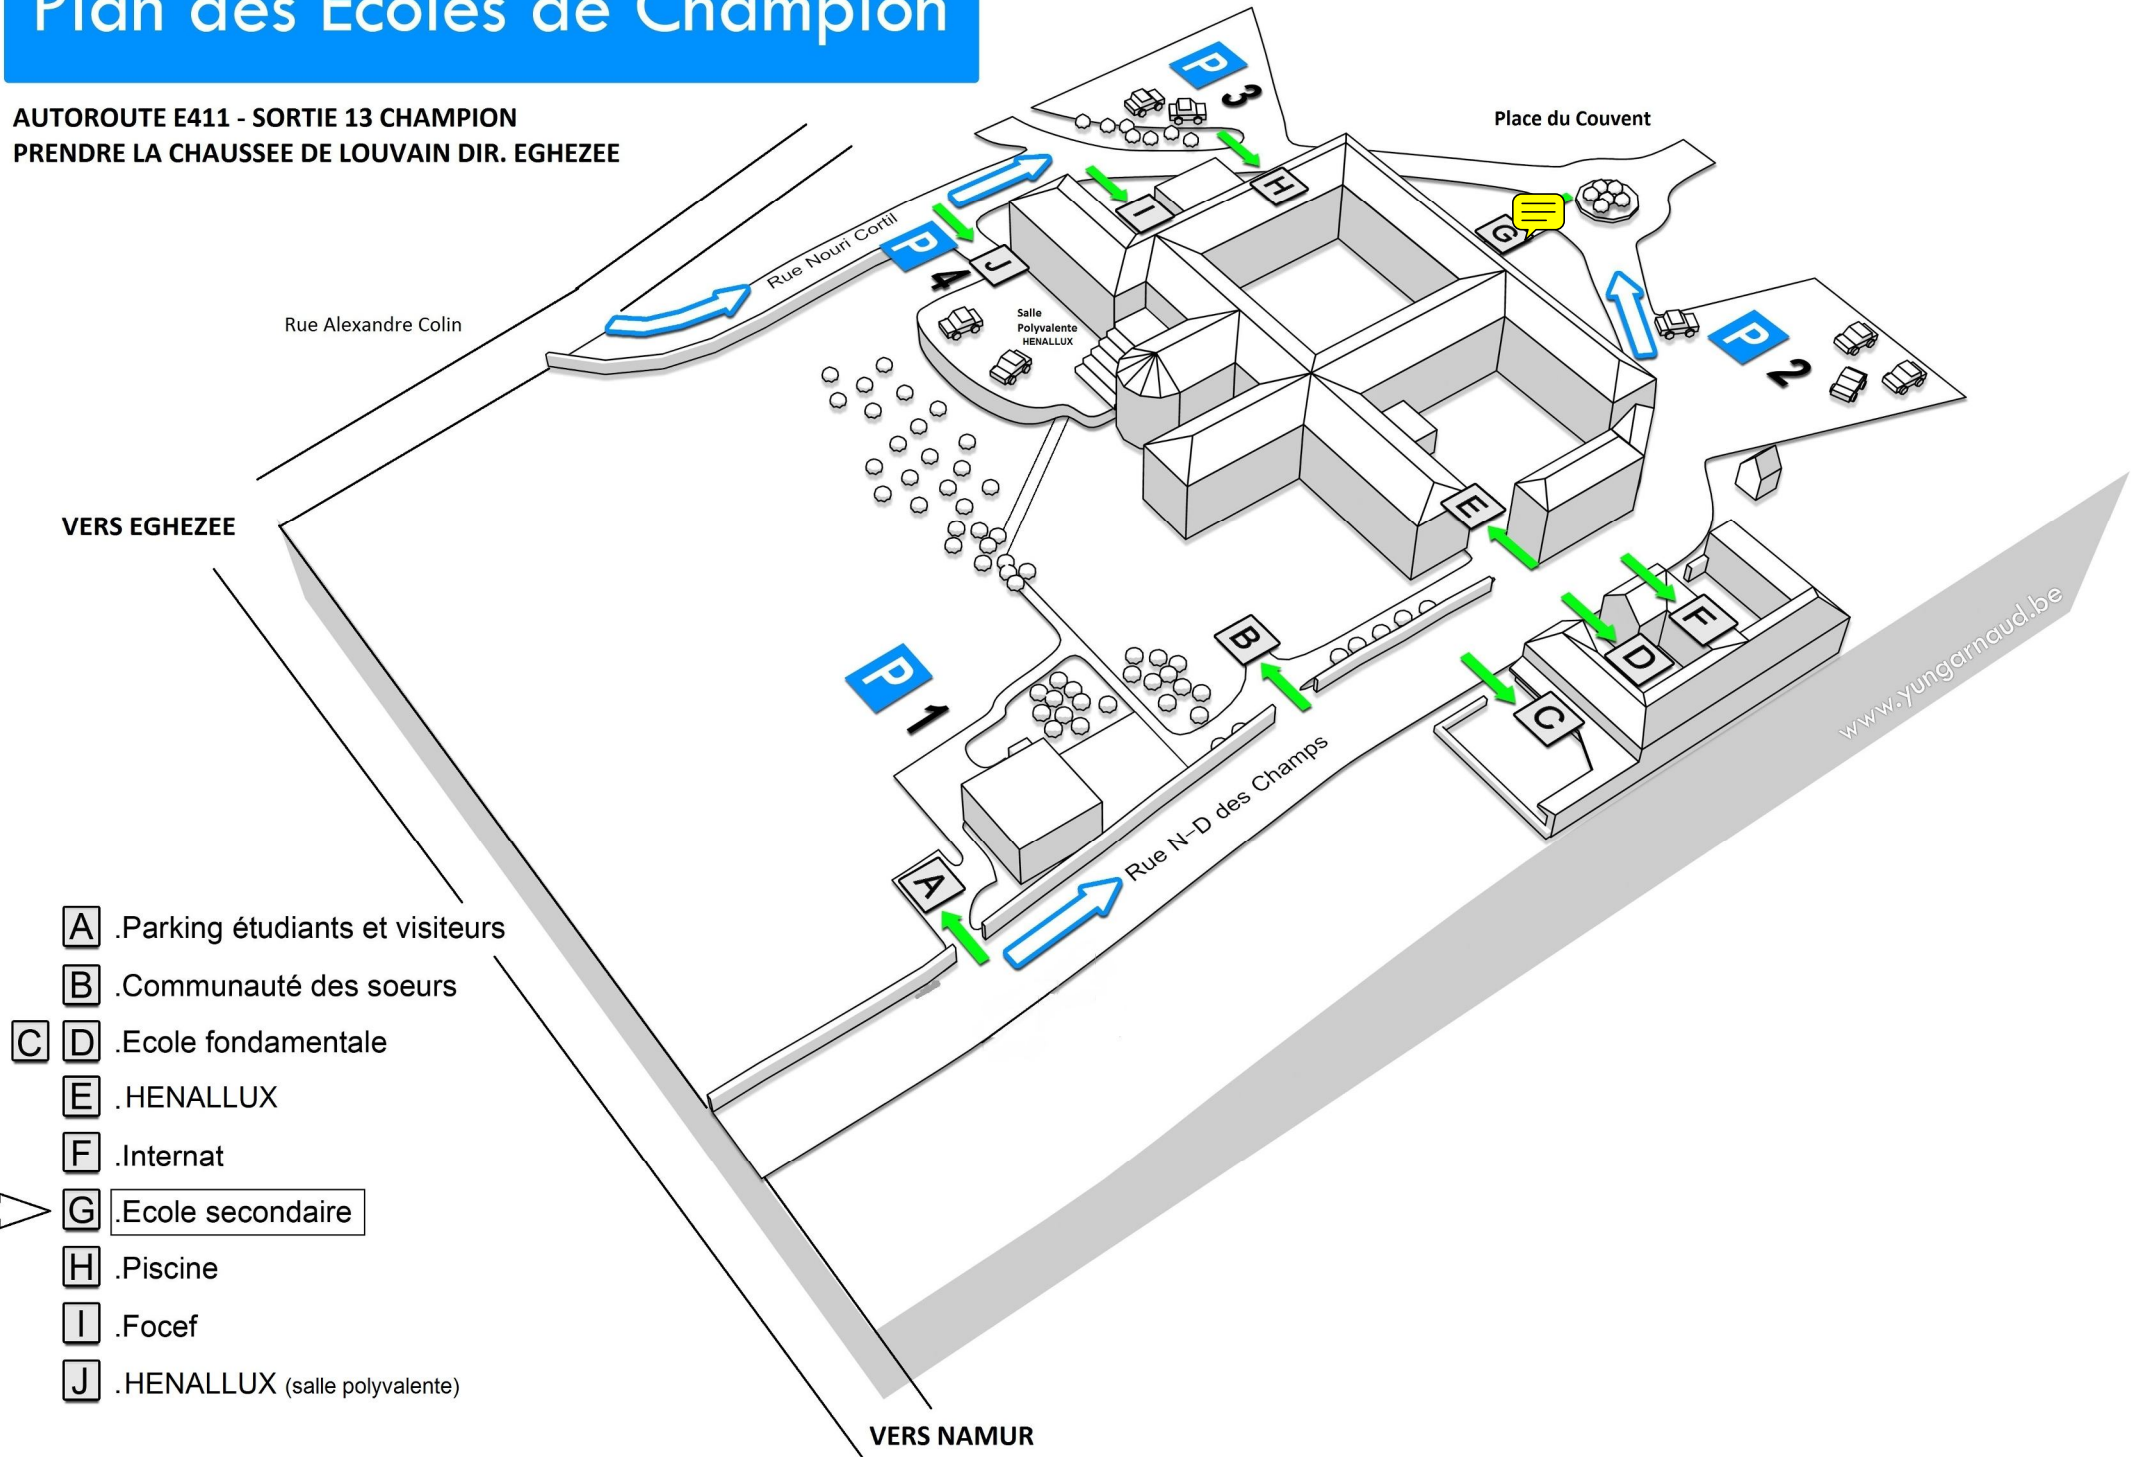 Plan des Ecoles de Champion
AUTOROUTE E411 - SORTIE 13 CHAMPION
PRENDRE LA CHAUSSEE DE LOUVAIN DIR. EGHEZEE
P 3
Place du Couvent
H
I
G
Rue Nouri Cortil
P 4
J
Salle
Polyvalente
HENALLUX
Rue Alexandre Colin
P 2
VERS EGHEZEE
E
F
B
D
C
P 1
www.yungarnaud.be
Rue N-D des Champs
A
A .Parking étudiants et visiteurs
B .Communauté des soeurs
C D .Ecole fondamentale
E .HENALLUX
F .Internat
G .Ecole secondaire
H .Piscine
I .Focef
J .HENALLUX (salle polyvalente)
VERS NAMUR